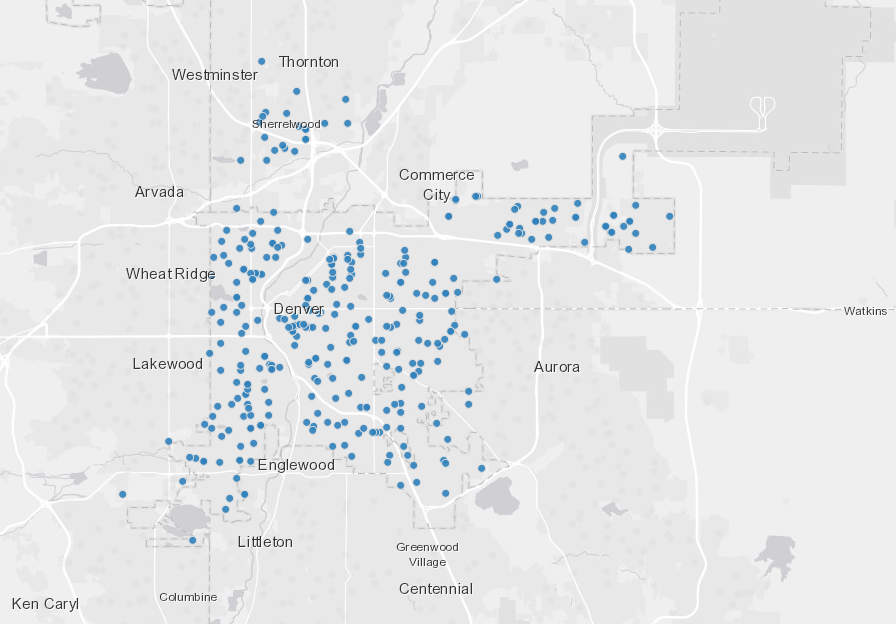 Thornton
Westminster
Sherrelwood
Commerce
City
Arvada
Wheat Ridge
Denver
Watkins
Lakewood
Aurora
Englewood
Littleton
Greenwood
Village
Centennial
Columbine
Ken Caryl